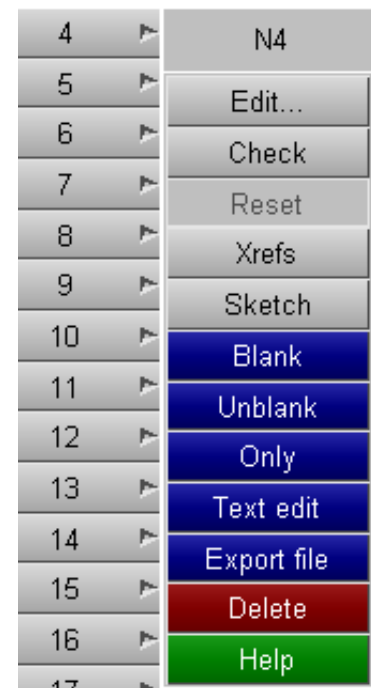 4
5
6
7
8
9
10
11
12
13
14
15
16
17
N4
Edit...
Check
Reset
Xrefs
Sketch
Blank
Unblank
Only
Text edit
Export file
Delete
Help